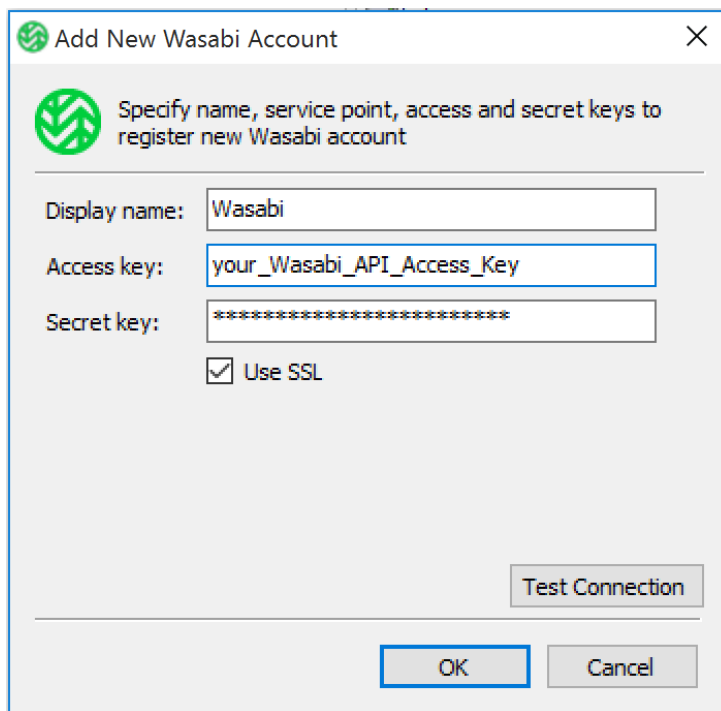 Add New Wasabi Account
Specify name, service point, access and secret keys to
register new Wasabi account
Display name: Wasabi
Access key: your_Wasabi_API_Access_Key
Secret key: ************************
Use SSL
Test Connection
OK Cancel